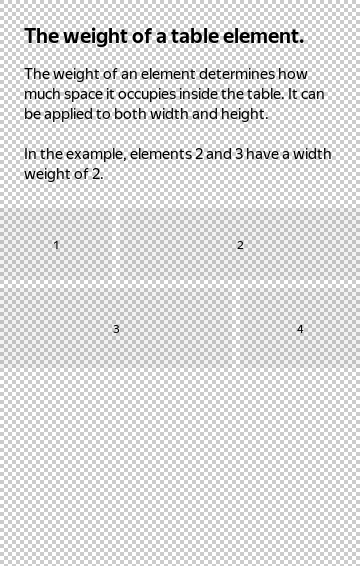 The weight of a table element.
The weight of an element determines how
much space it occupies inside the table. It can
be applied to both width and height.
In the example, elements 2 and 3 have a width
weight of 2.
1
2
3
4